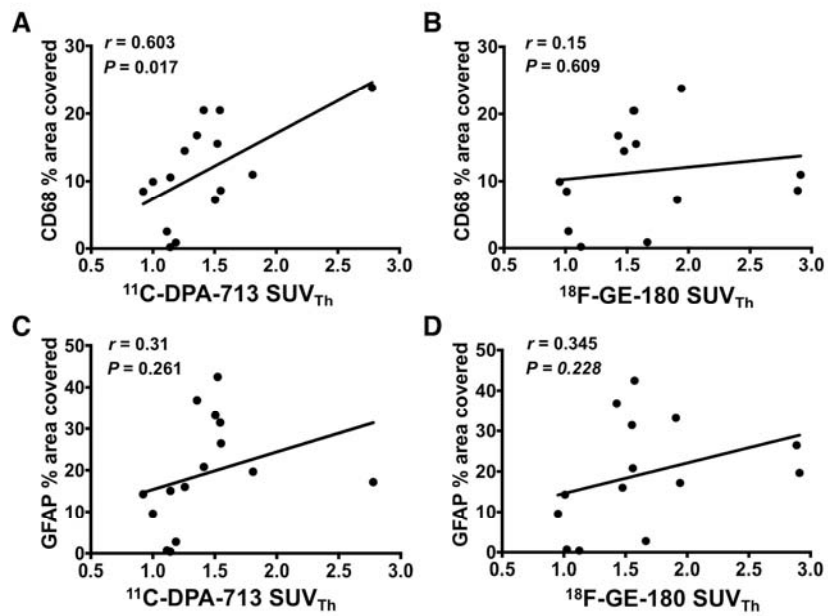 A
r = 0.603
P = 0.017
CD68 % area covered
30
20
10
0
0.5 1.0 1.5 2.0 2.5 3.0
¹¹C-DPA-713 SUV_Th
B
r = 0.15
P = 0.609
CD68 % area covered
30
20
10
0
0.5 1.0 1.5 2.0 2.5 3.0
¹⁸F-GE-180 SUV_Th
C
r = 0.31
P = 0.261
GFAP % area covered
50
40
30
20
10
0
0.5 1.0 1.5 2.0 2.5 3.0
¹¹C-DPA-713 SUV_Th
D
r = 0.345
P = 0.228
GFAP % area covered
50
40
30
20
10
0
0.5 1.0 1.5 2.0 2.5 3.0
¹⁸F-GE-180 SUV_Th